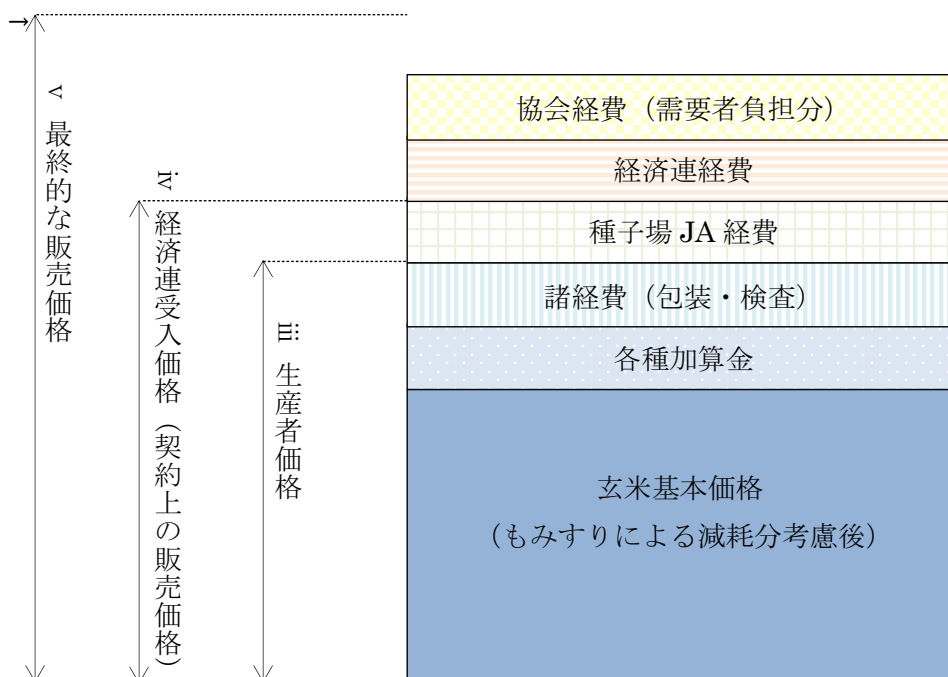 →
v 最終的な販売価格
iv 経済連受入価格（契約上の販売価格）
iii 生産者価格
協会経費（需要者負担分）
経済連経費
種子場 JA 経費
諸経費（包装・検査）
各種加算金
玄米基本価格
（もみすりによる減耗分考慮後）